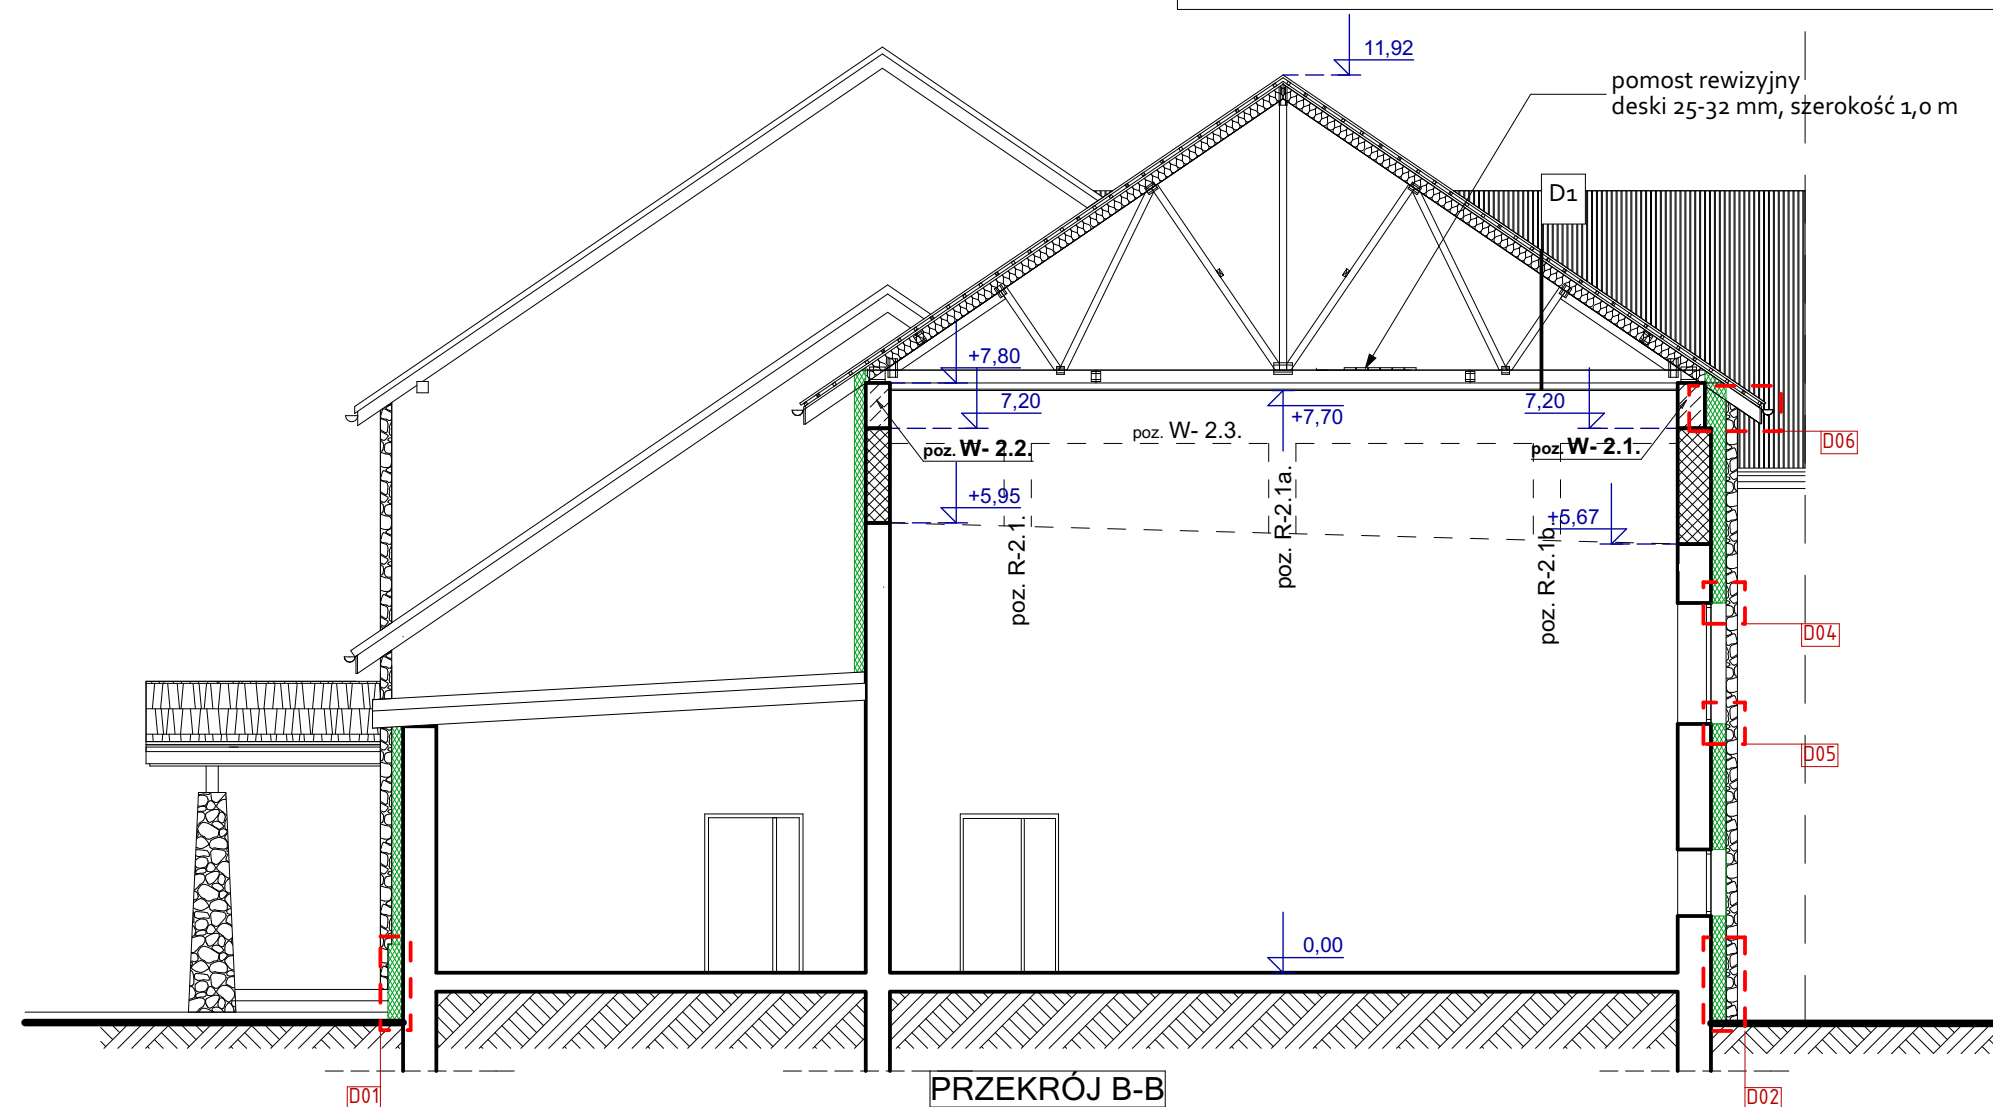 11,92
pomost rewizyjny
deski 25-32 mm, szerokość 1,0 m
D1
+7,80
7,20
+7,70
7,20
poz. W- 2.2.
poz. W- 2.3.
poz. W- 2.1.
D06
+5,95
+5,67
poz. R-2.1.
poz. R-2.1a.
poz. R-2.1b.
D04
D05
0,00
D01
PRZEKRÓJ B-B
D02